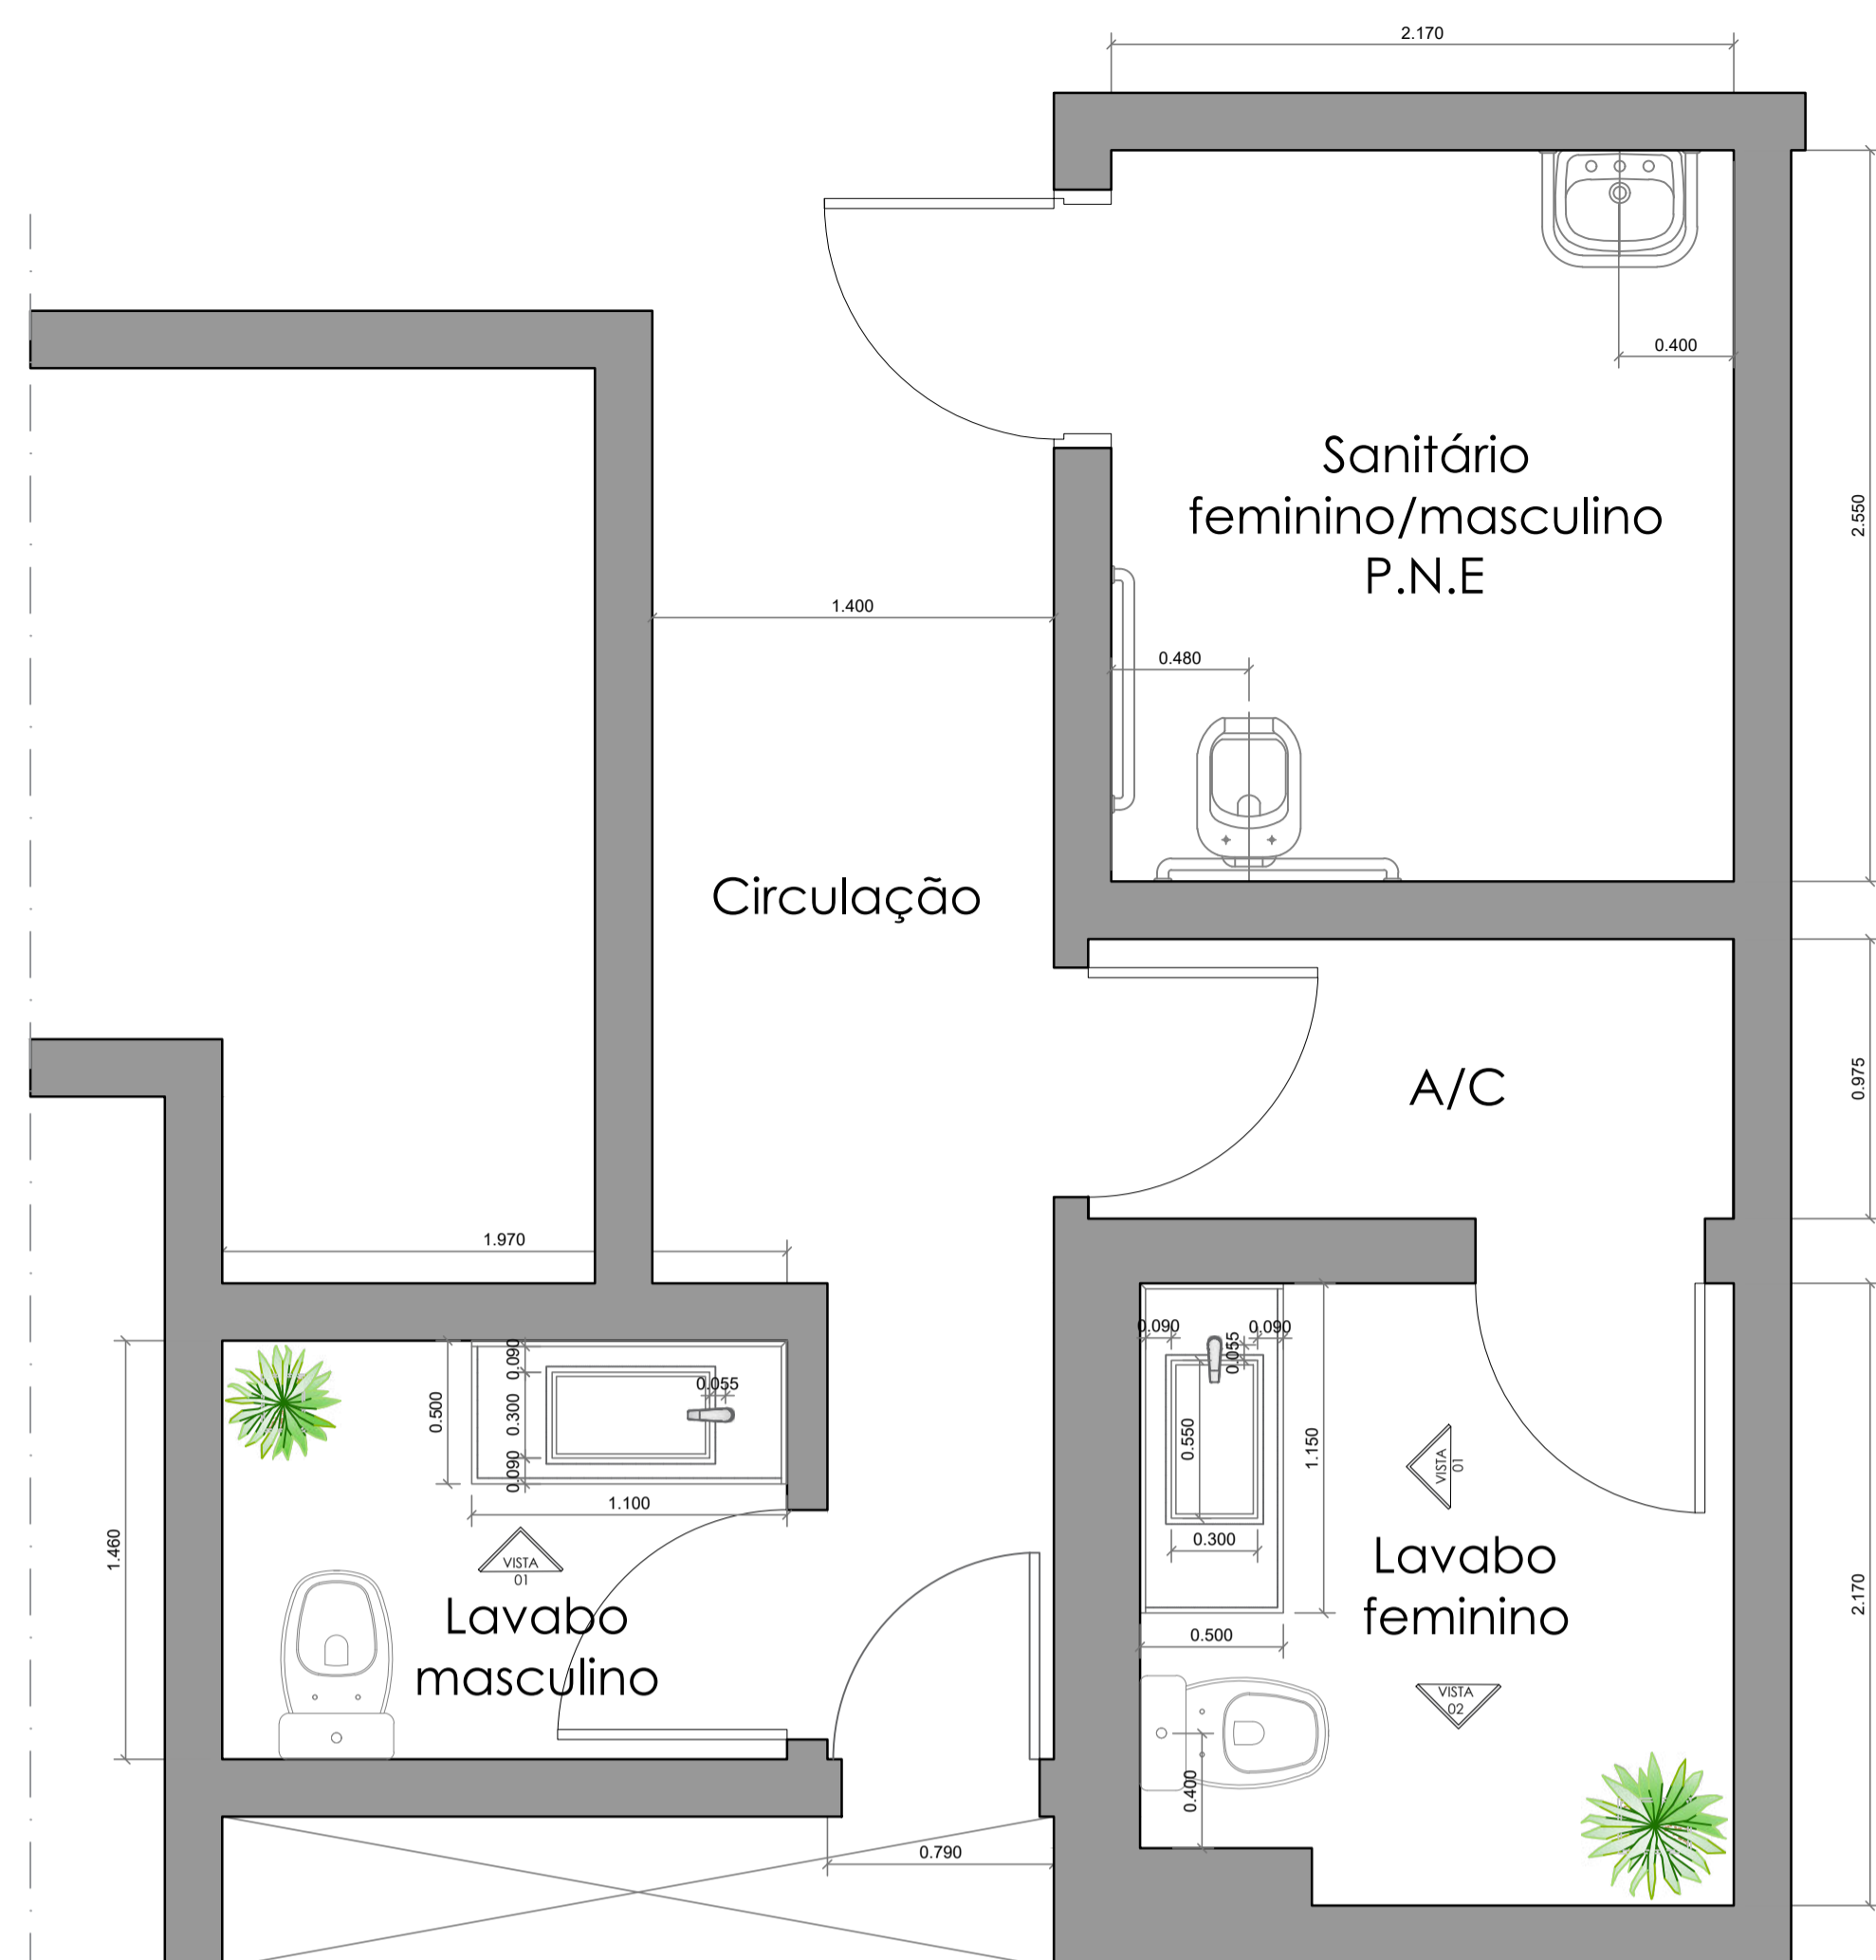 2.170
0.400
Sanitário
feminino/masculino
P.N.E
2.550
1.400
0.480
Circulação
A/C
0.975
1.970
0.090
0.500
0.300
0.055
0.090
1.100
1.460
VISTA
01
Lavabo
masculino
0.090
0.055
0.090
0.550
1.150
0.300
VISTA
01
Lavabo
feminino
0.500
2.170
VISTA
02
0.400
0.790